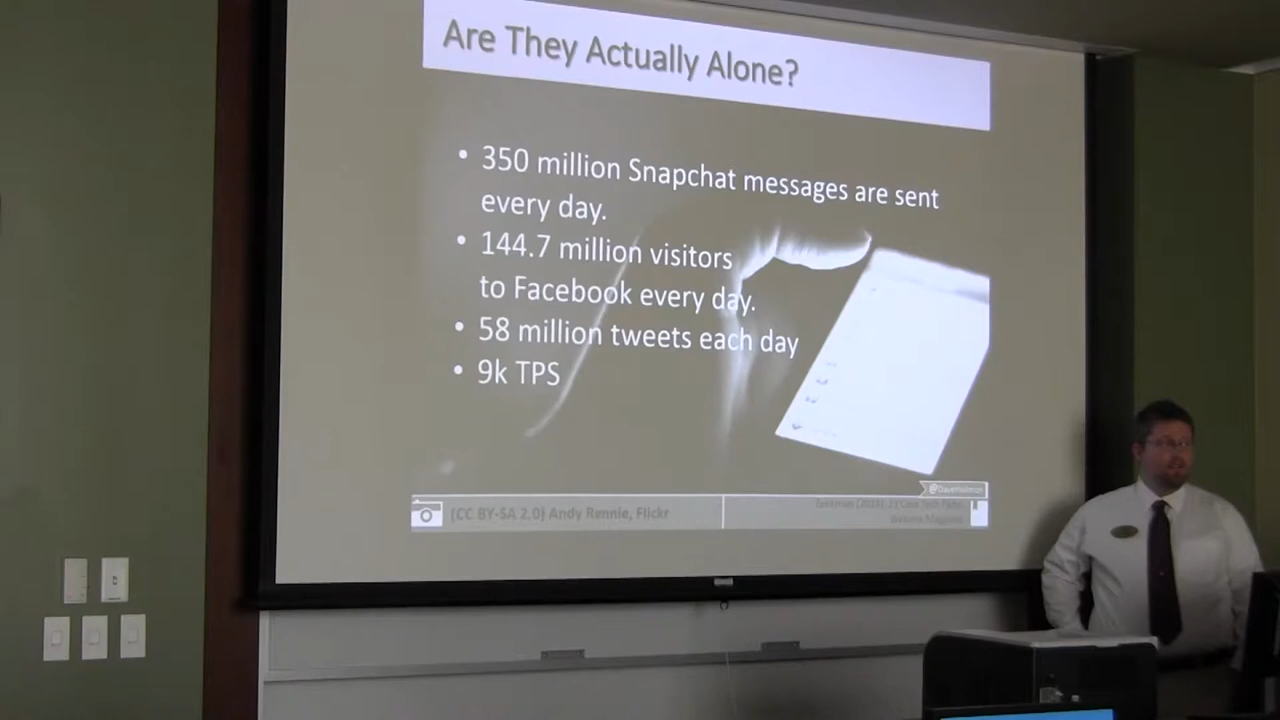 Are They Actually Alone?
• 350 million Snapchat messages are sent
every day.
• 144.7 million visitors
to Facebook every day.
• 58 million tweets each day
• 9k TPS
(CC BY-SA 2.0) Andy Rennie, Flickr